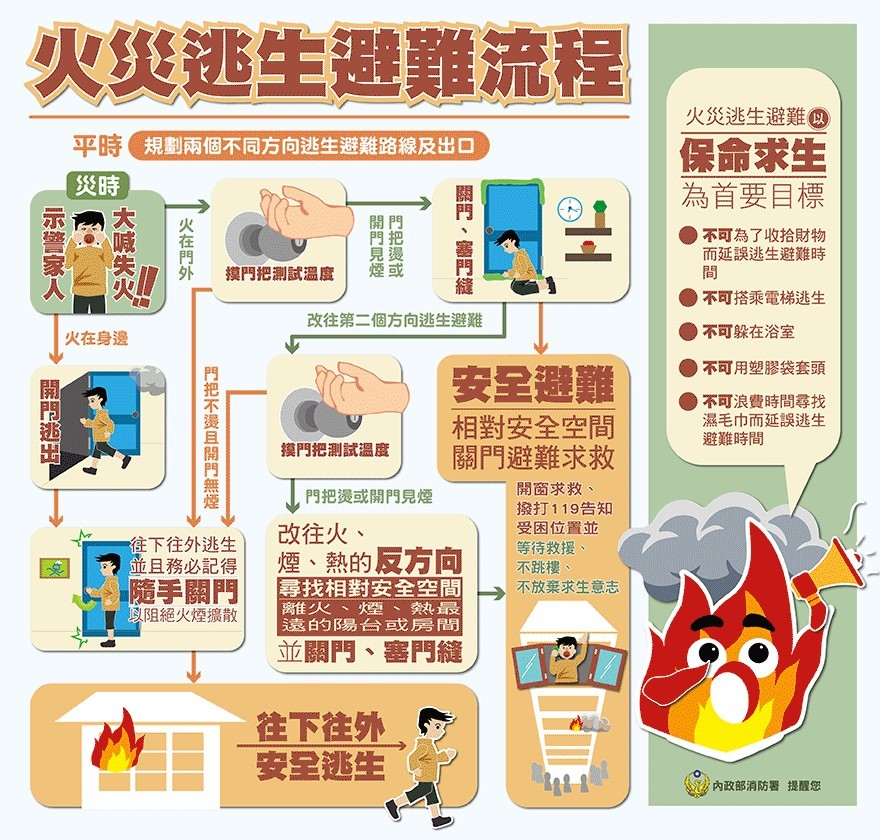 火災逃生避難流程
平時
規劃兩個不同方向逃生避難路線及出口
災時
大喊失火!!
示警家人
火在門外
摸門把測試溫度
門把燙或
開門見煙
關門、塞門縫
改往第二個方向逃生避難
火在身邊
開門逃出
門把不燙且開門無煙
摸門把測試溫度
門把燙或開門見煙
安全避難
相對安全空間
關門避難求救
開窗求救、
撥打119告知
受困位置並
等待救援、
不跳樓、
不放棄求生意志
往下往外逃生
並且務必記得
隨手關門
以阻絕火煙擴散
改往火、
煙、熱的反方向
尋找相對安全空間
離火、煙、熱最
遠的陽台或房間
並關門、塞門縫
往下往外
安全逃生
火災逃生避難以
保命求生
為首要目標
不可為了收拾財物
而延誤逃生避難時
間
不可搭乘電梯逃生
不可躲在浴室
不可用塑膠袋套頭
不可浪費時間尋找
濕毛巾而延誤逃生
避難時間
內政部消防署 提醒您